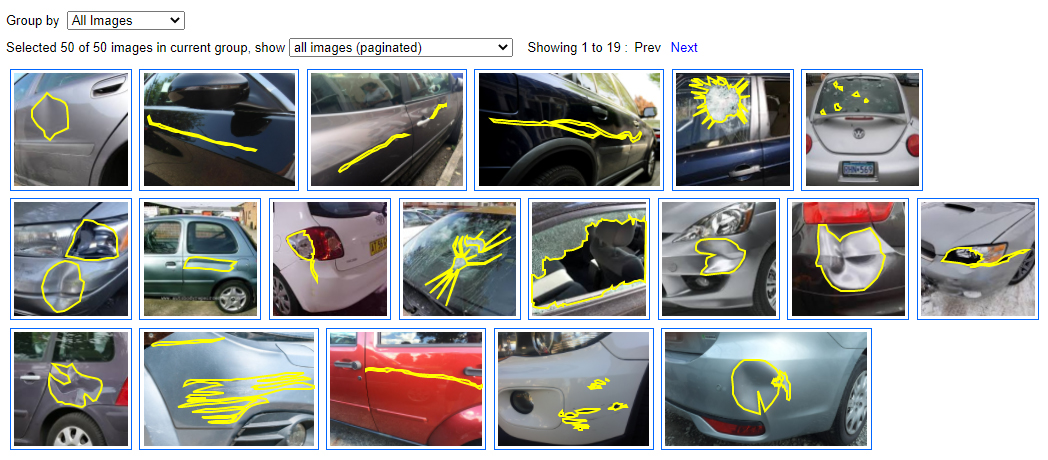 Group by All Images
Selected 50 of 50 images in current group, show all images (paginated) Showing 1 to 19 : Prev Next